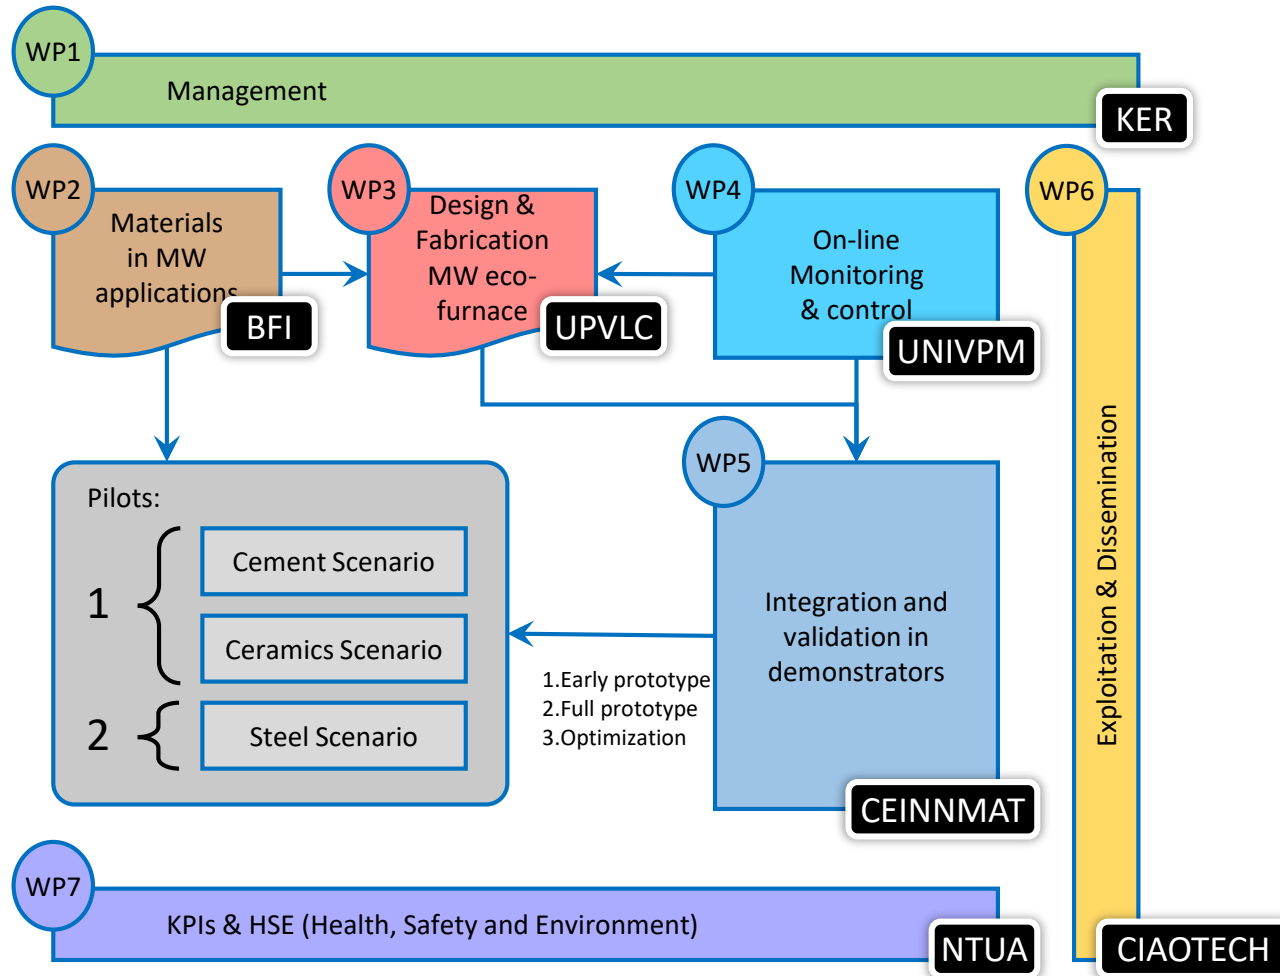 WP1
Management
KER
WP2
Materials
in MW
applications
BFI
WP3
Design &
Fabrication
MW eco-
furnace
UPVLC
WP4
On-line
Monitoring
& control
UNIVPM
WP6
Exploitation & Dissemination
CIAOTECH
Pilots:
1
Cement Scenario
Ceramics Scenario
2
Steel Scenario
1.Early prototype
2.Full prototype
3.Optimization
WP5
Integration and
validation in
demonstrators
CEINNMAT
WP7
KPIs & HSE (Health, Safety and Environment)
NTUA